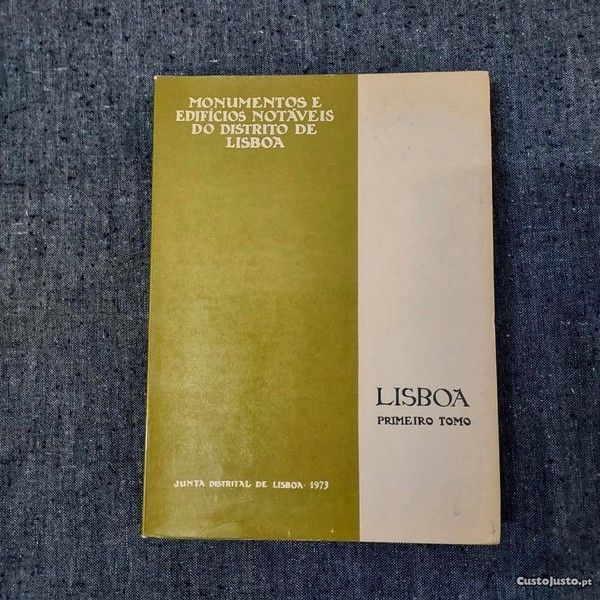 MONUMENTOS E
EDIFÍCIOS NOTÁVEIS
DO DISTRITO DE
LISBOA
LISBOA
PRIMEIRO TOMO
JUNTA DISTRITAL DE LISBOA · 1973
CustoJusto.pt